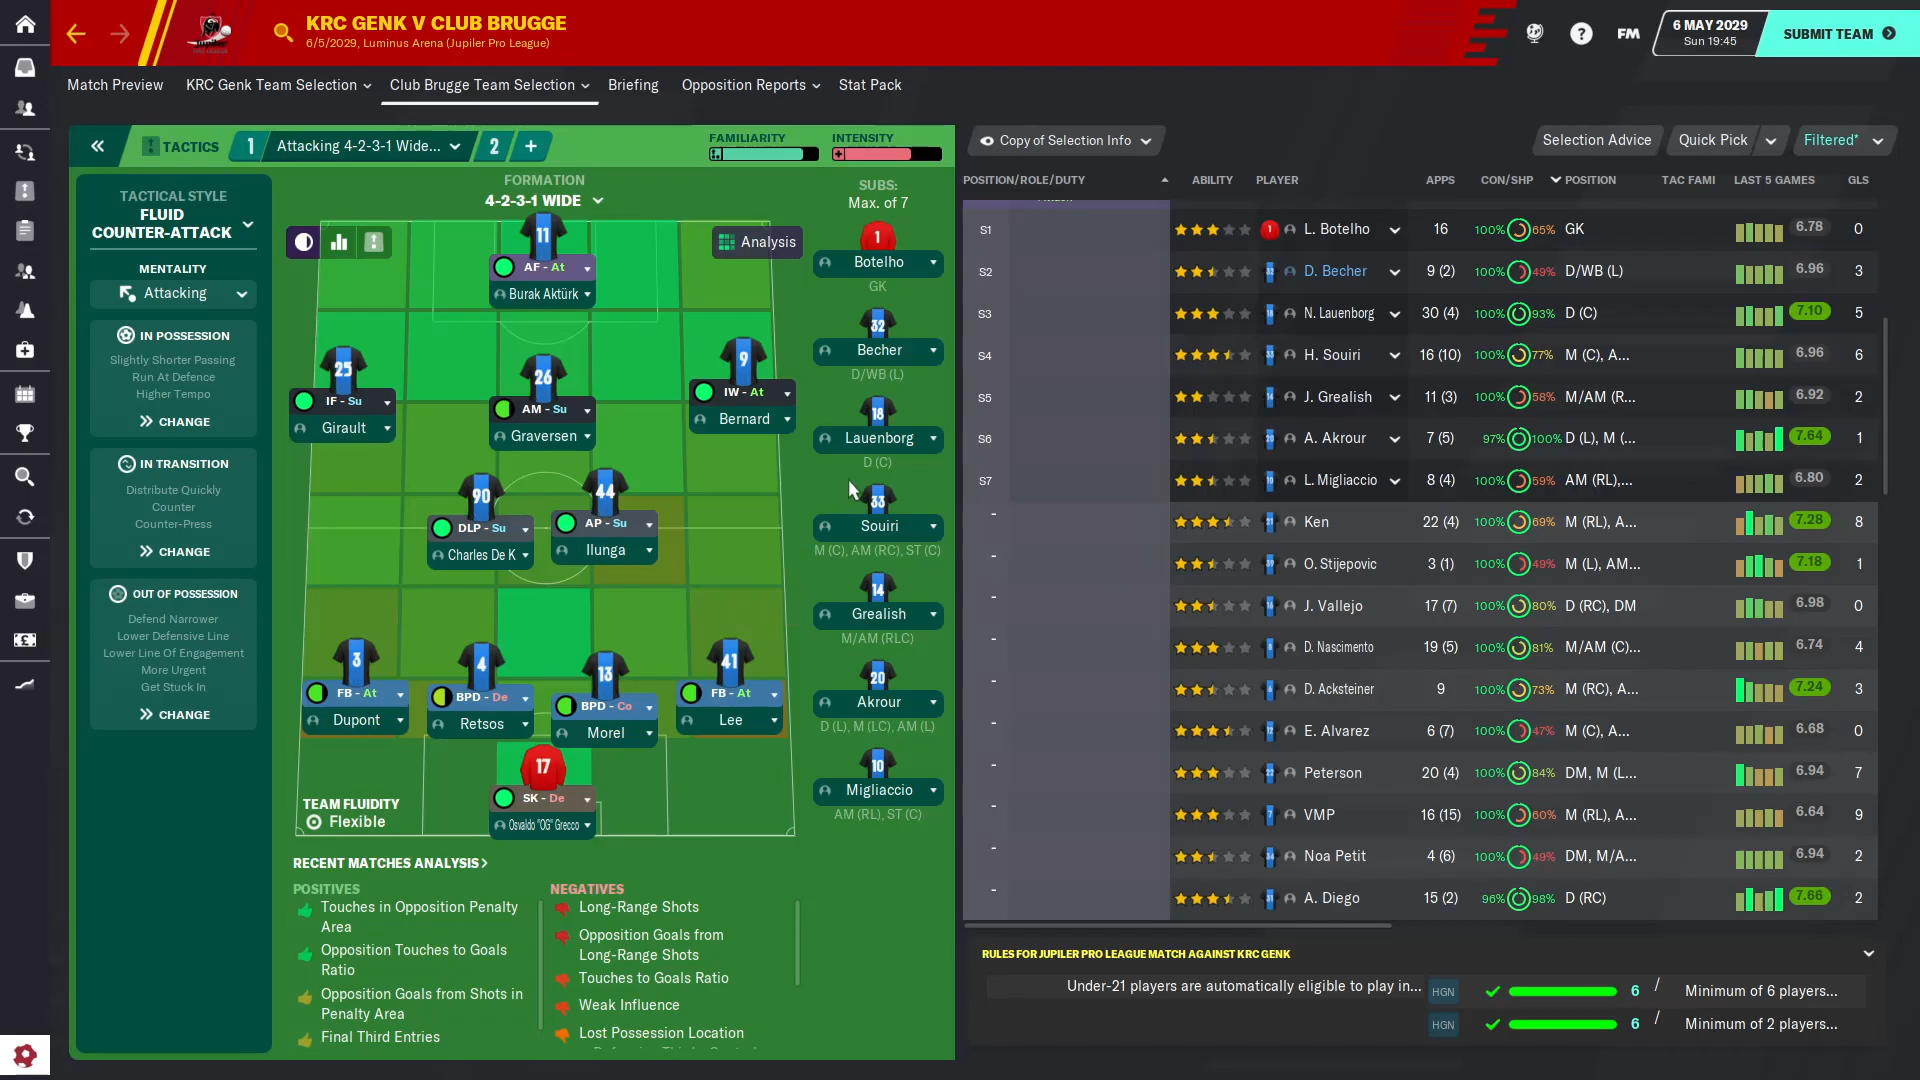 KRC GENK V CLUB BRUGGE
6/5/2029, Luminus Arena (Jupiler Pro League)
6 MAY 2029
Sun 19:45
FM
SUBMIT TEAM
Match Preview
KRC Genk Team Selection
Club Brugge Team Selection
Briefing
Opposition Reports
Stat Pack
TACTICS
1
Attacking 4-2-3-1 Wide...
2
+
FAMILIARITY
INTENSITY
TACTICAL STYLE
FLUID
COUNTER-ATTACK
MENTALITY
Attacking
IN POSSESSION
Slightly Shorter Passing
Run At Defence
Higher Tempo
CHANGE
IN TRANSITION
Distribute Quickly
Counter
Counter-Press
CHANGE
OUT OF POSSESSION
Defend Narrower
Lower Defensive Line
Lower Line Of Engagement
More Urgent
Get Stuck In
CHANGE
FORMATION
4-2-3-1 WIDE
Analysis
11
AF - At
Burak Aktürk
25
IF - Su
Girault
26
AM - Su
Graversen
9
IW - At
Bernard
90
DLP - Su
Charles De K
44
AP - Su
Ilunga
3
FB - At
Dupont
4
BPD - De
Retsos
13
BPD - Co
Morel
41
FB - At
Lee
17
SK - De
Osvaldo "OG" Grecco
TEAM FLUIDITY
Flexible
SUBS:
Max. of 7
1
Botelho
GK
32
Becher
D/WB (L)
18
Lauenborg
D (C)
33
Souiri
M (C), AM (RC), ST (C)
14
Grealish
M/AM (RLC)
20
Akrour
D (L), M (LC), AM (L)
10
Migliaccio
AM (RL), ST (C)
RECENT MATCHES ANALYSIS
POSITIVES
Touches in Opposition Penalty
Area
Opposition Touches to Goals
Ratio
Opposition Goals from Shots in
Penalty Area
Final Third Entries
NEGATIVES
Long-Range Shots
Opposition Goals from
Long-Range Shots
Touches to Goals Ratio
Weak Influence
Lost Possession Location
Copy of Selection Info
Selection Advice
Quick Pick
Filtered*
POSITION/ROLE/DUTY ABILITY PLAYER APPS CON/SHP POSITION TAC FAMI LAST 5 GAMES GLS
S1 L. Botelho 16 100% 65% GK 6.78 0
S2 D. Becher 9 (2) 100% 49% D/WB (L) 6.96 3
S3 N. Lauenborg 30 (4) 100% 93% D (C) 7.10 5
S4 H. Souiri 16 (10) 100% 77% M (C), A... 6.96 6
S5 J. Grealish 11 (3) 100% 58% M/AM (R... 6.92 2
S6 A. Akrour 7 (5) 97% 100% D (L), M (... 7.64 1
S7 L. Migliaccio 8 (4) 100% 59% AM (RL),... 6.80 2
- Ken 22 (4) 100% 69% M (RL), A... 7.28 8
- O. Stijepovic 3 (1) 100% 49% M (L), AM... 7.18 1
- J. Vallejo 17 (7) 100% 80% D (RC), DM 6.98 0
- D. Nascimento 19 (5) 100% 81% M/AM (C)... 6.74 4
- D. Acksteiner 9 100% 73% M (RC), A... 7.24 3
- E. Alvarez 6 (7) 100% 47% M (C), A... 6.68 0
- Peterson 20 (4) 100% 84% DM, M (L... 6.94 7
- VMP 16 (15) 100% 60% M (RL), A... 6.64 9
- Noa Petit 4 (6) 100% 49% DM, M/A... 6.94 2
- A. Diego 15 (2) 96% 98% D (RC) 7.66 2
RULES FOR JUPILER PRO LEAGUE MATCH AGAINST KRC GENK
Under-21 players are automatically eligible to play in... HGN 6 / Minimum of 6 players...
HGN 6 / Minimum of 2 players...